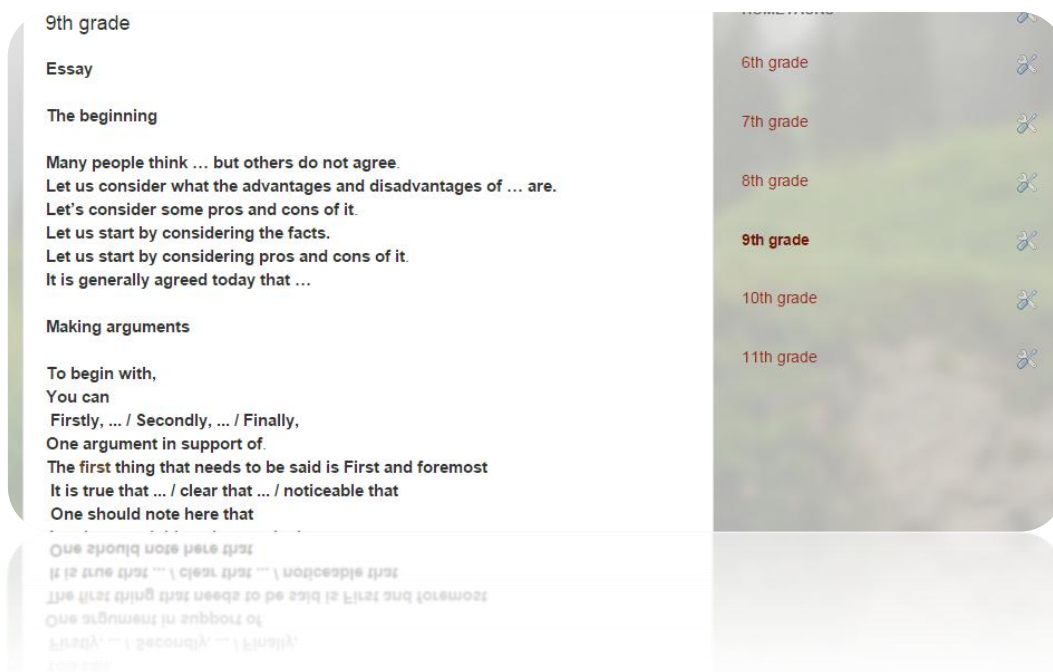 9th grade
Essay
The beginning
Many people think … but others do not agree.
Let us consider what the advantages and disadvantages of … are.
Let's consider some pros and cons of it.
Let us start by considering the facts.
Let us start by considering pros and cons of it.
It is generally agreed today that …
Making arguments
To begin with,
You can
Firstly, ... / Secondly, ... / Finally,
One argument in support of.
The first thing that needs to be said is First and foremost
It is true that ... / clear that ... / noticeable that
One should note here that
6th grade
7th grade
8th grade
9th grade
10th grade
11th grade